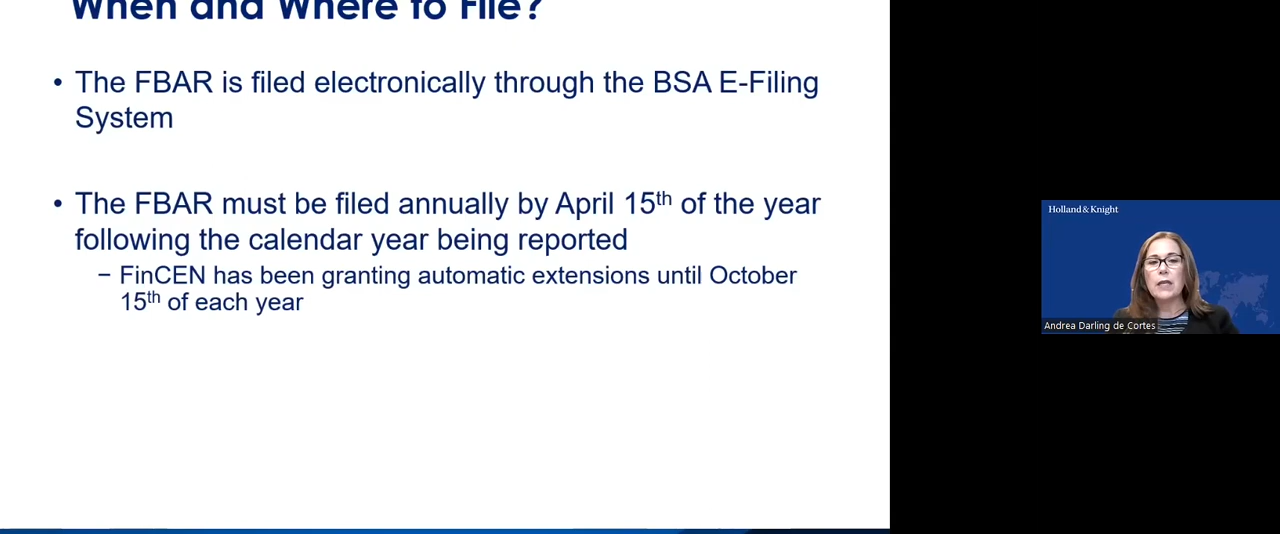 When and Where to File?
• The FBAR is filed electronically through the BSA E-Filing
System
• The FBAR must be filed annually by April 15th of the year
following the calendar year being reported
− FinCEN has been granting automatic extensions until October
15th of each year
Holland & Knight
Andrea Darling de Cortes